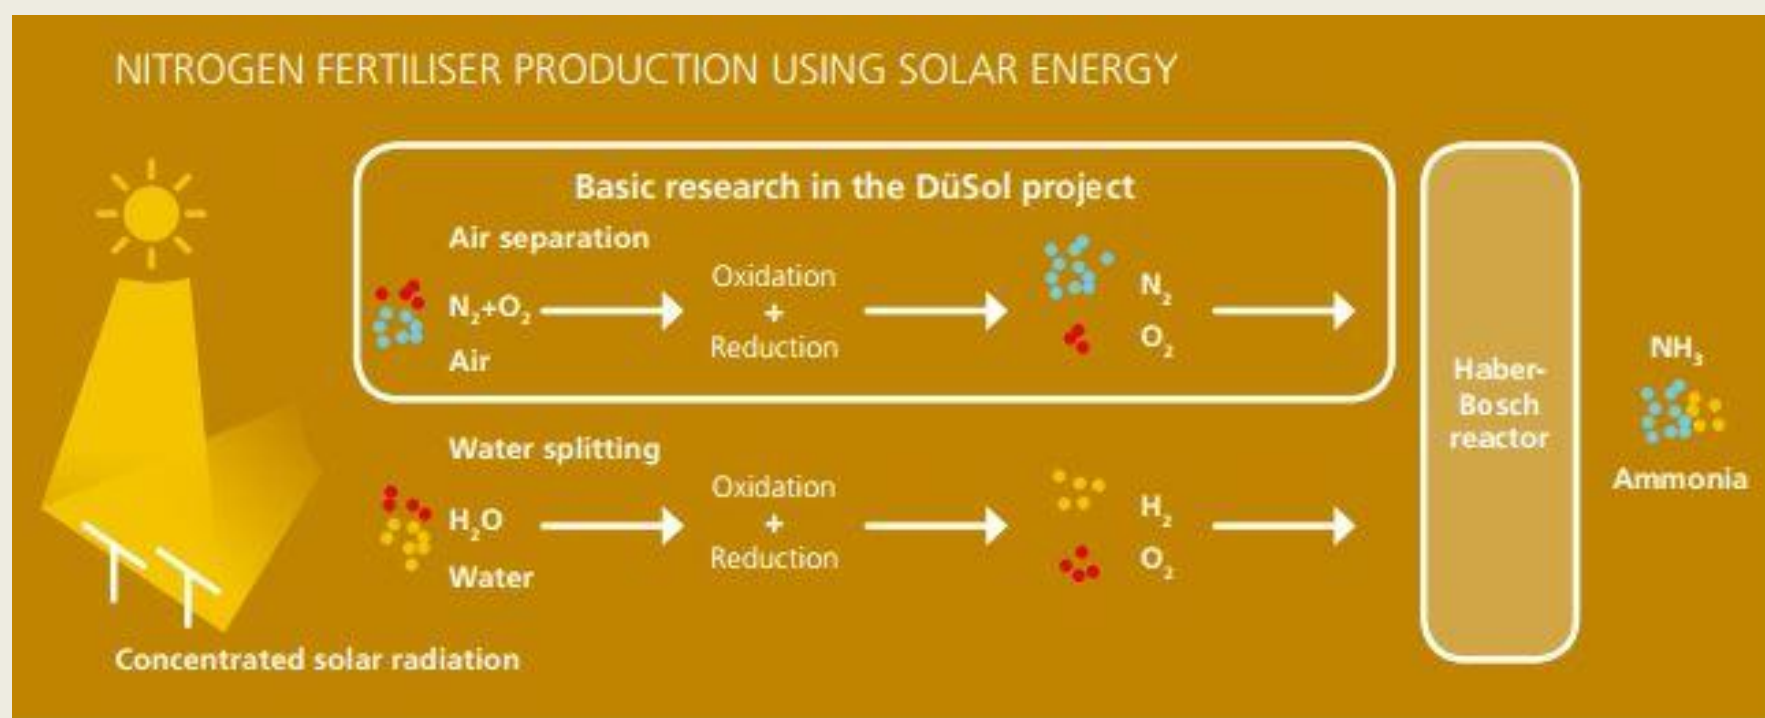 NITROGEN FERTILISER PRODUCTION USING SOLAR ENERGY
Basic research in the DüSol project
Air separation
N₂+O₂
Air
Oxidation
+
Reduction
N₂
O₂
Water splitting
H₂O
Water
Oxidation
+
Reduction
H₂
O₂
Haber-
Bosch
reactor
NH₃
Ammonia
Concentrated solar radiation